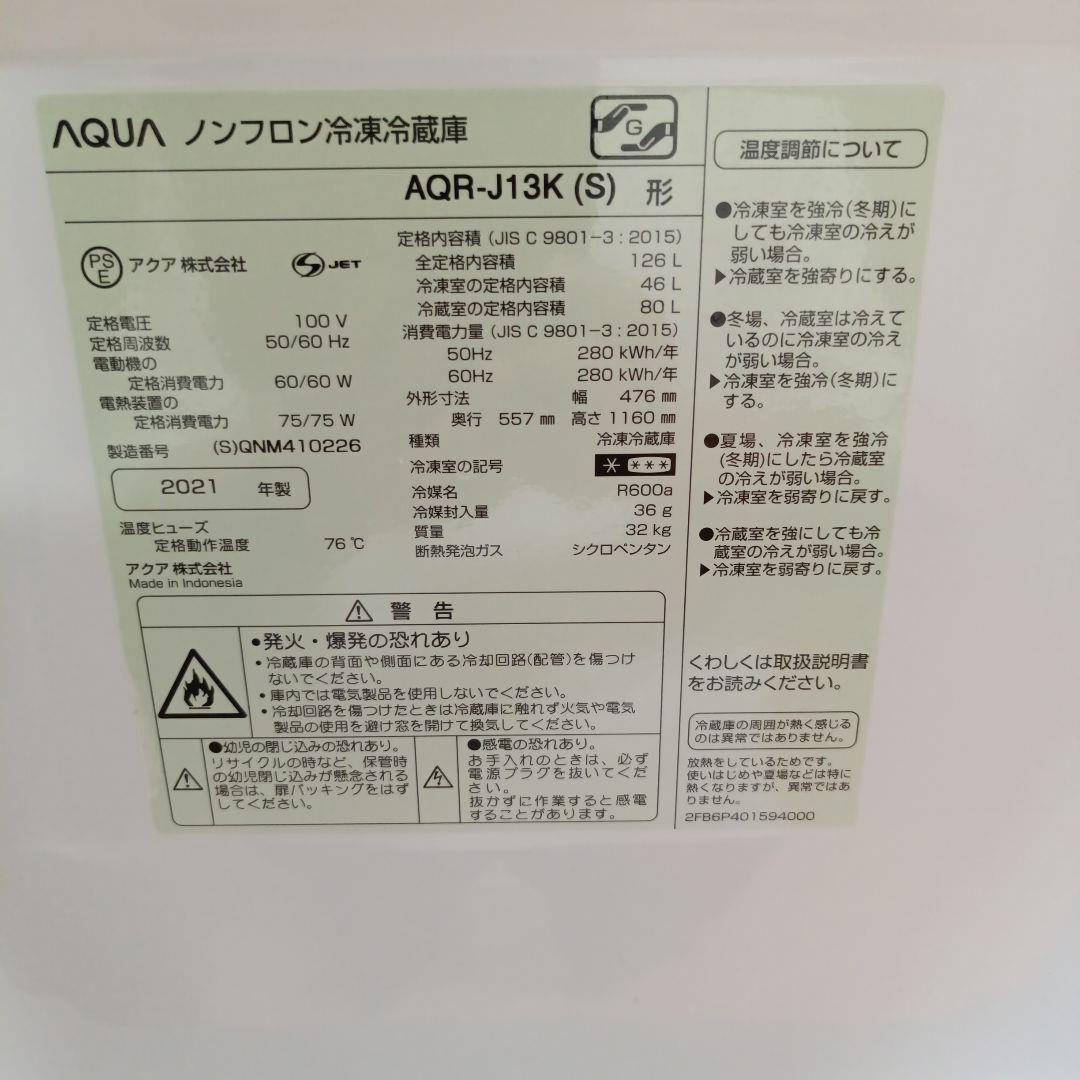 AQUA ノンフロン冷凍冷蔵庫
G
AQR-J13K (S) 形
PS
E
アクア 株式会社
S JET
定格電圧 100 V
定格周波数 50/60 Hz
電動機の
定格消費電力 60/60 W
電熱装置の
定格消費電力 75/75 W
製造番号 (S)QNM410226
2021 年製
温度ヒューズ
定格動作温度 76 ℃
アクア 株式会社
Made in Indonesia
定格内容積 (JIS C 9801-3 : 2015)
全定格内容積 126 L
冷凍室の定格内容積 46 L
冷蔵室の定格内容積 80 L
消費電力量 (JIS C 9801-3 : 2015)
50Hz 280 kWh/年
60Hz 280 kWh/年
外形寸法 幅 476 ㎜
奥行 557 ㎜ 高さ 1160 ㎜
種類 冷凍冷蔵庫
冷凍室の記号 * ***
冷媒名 R600a
冷媒封入量 36 g
質量 32 kg
断熱発泡ガス シクロペンタン
⚠ 警 告
•発火・爆発の恐れあり
・冷蔵庫の背面や側面にある冷却回路(配管)を傷つけ
ないでください。
・庫内では電気製品を使用しないでください。
・冷却回路を傷つけたときは冷蔵庫に触れず火気や電気
製品の使用を避け窓を開けて換気してください。
●幼児の閉じ込みの恐れあり。
リサイクルの時など、保管時
の幼児閉じ込みが懸念される
場合は、扉パッキングをはず
してください。
●感電の恐れあり。
お手入れのときは、必ず
電源プラグを抜いてくだ
さい。
抜かずに作業すると感電
することがあります。
温度調節について
●冷凍室を強冷(冬期)に
しても冷凍室の冷えが
弱い場合。
▶冷蔵室を強寄りにする。
●冬場、冷蔵室は冷えて
いるのに冷凍室の冷え
が弱い場合。
▶冷凍室を強冷(冬期)に
する。
●夏場、冷凍室を強冷
(冬期)にしたら冷蔵室
の冷えが弱い場合。
▶冷凍室を弱寄りに戻す。
●冷蔵室を強にしても冷
蔵室の冷えが弱い場合。
▶冷凍室を弱寄りに戻す。
くわしくは取扱説明書
をお読みください。
冷蔵庫の周囲が熱く感じる
のは異常ではありません。
放熱をしているためです。
使いはじめや夏場などは特に
熱くなりますが、異常ではあ
りません。
2FB6P401594000